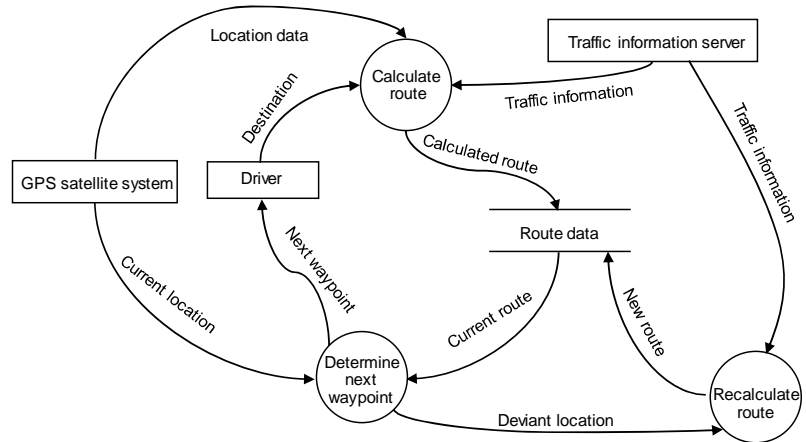 Location data
Traffic information server
Calculate
route
Traffic information
Destination
Traffic information
Calculated route
GPS satellite system
Driver
Route data
Next waypoint
Current location
Current route
New route
Determine
next
waypoint
Recalculate
route
Deviant location